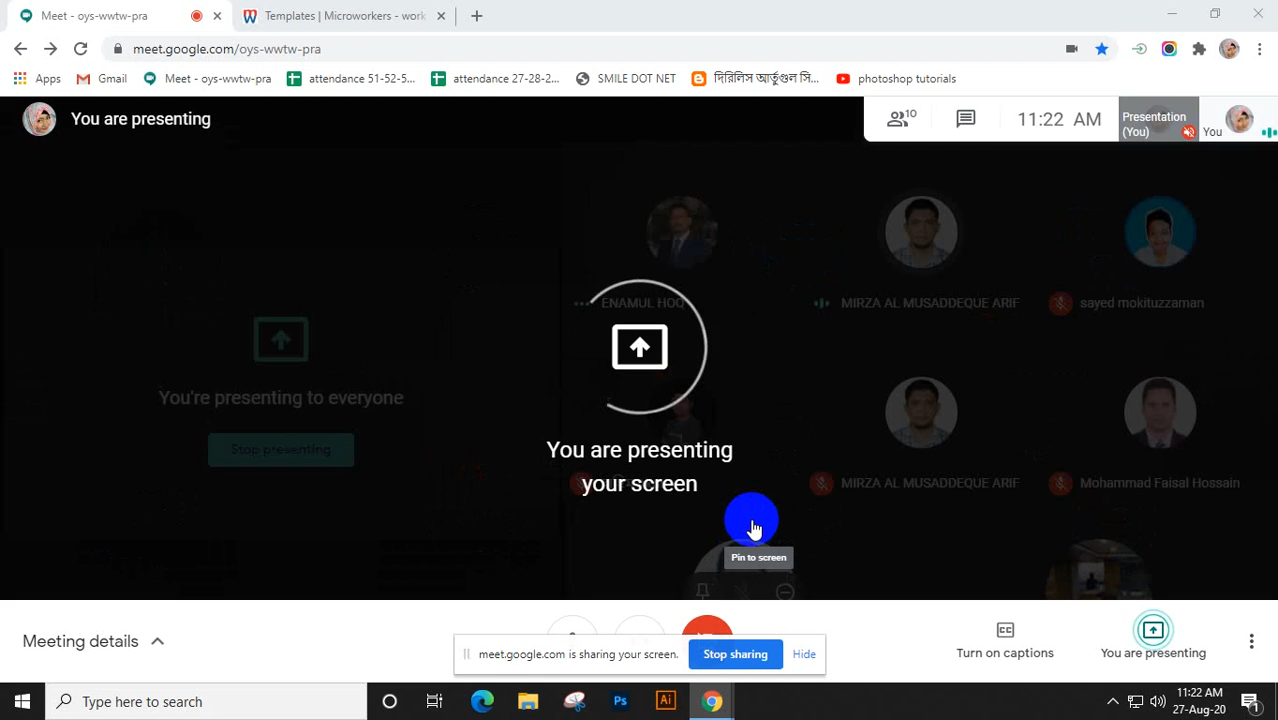 Meet - oys-wwtw-pra
Templates | Microworkers - work
meet.google.com/oys-wwtw-pra
Apps
Gmail
Meet - oys-wwtw-pra
attendance 51-52-5...
attendance 27-28-2...
SMILE DOT NET
দিরিলিস আর্তুগুল সি...
photoshop tutorials
You are presenting
10
11:22 AM
Presentation
(You)
You
ENAMUL HOQ
MIRZA AL MUSADDEQUE ARIF
sayed mokituzzaman
You're presenting to everyone
Stop presenting
You are presenting
your screen
MIRZA AL MUSADDEQUE ARIF
Mohammad Faisal Hossain
Pin to screen
Meeting details
meet.google.com is sharing your screen.
Stop sharing
Hide
CC
Turn on captions
You are presenting
Type here to search
Ps
Ai
11:22 AM
27-Aug-20
1